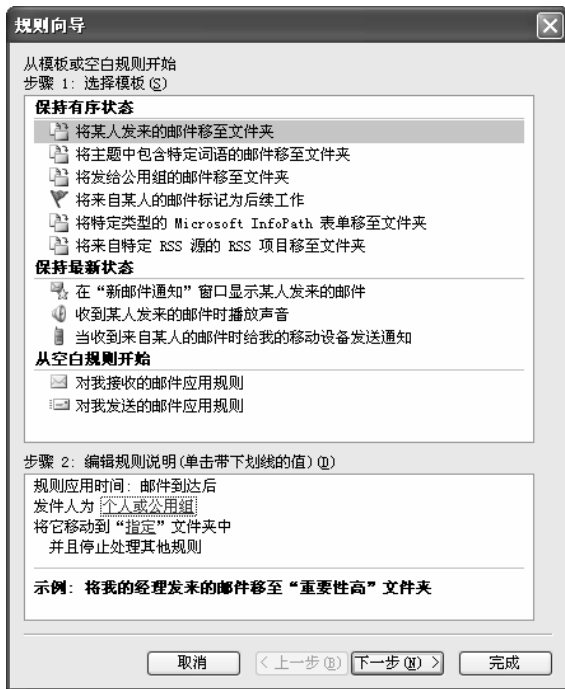 规则向导
从模板或空白规则开始
步骤 1: 选择模板(S)
保持有序状态
将某人发来的邮件移至文件夹
将主题中包含特定词语的邮件移至文件夹
将发给公用组的邮件移至文件夹
将来自某人的邮件标记为后续工作
将特定类型的 Microsoft InfoPath 表单移至文件夹
将来自特定 RSS 源的 RSS 项目移至文件夹
保持最新状态
在“新邮件通知”窗口显示某人发来的邮件
收到某人发来的邮件时播放声音
当收到来自某人的邮件时给我的移动设备发送通知
从空白规则开始
对我接收的邮件应用规则
对我发送的邮件应用规则
步骤 2: 编辑规则说明(单击带下划线的值)(D)
规则应用时间: 邮件到达后
发件人为 个人或公用组
将它移动到“指定”文件夹中
并且停止处理其他规则
示例: 将我的经理发来的邮件移至“重要性高”文件夹
取消 < 上一步(B) 下一步(N) > 完成